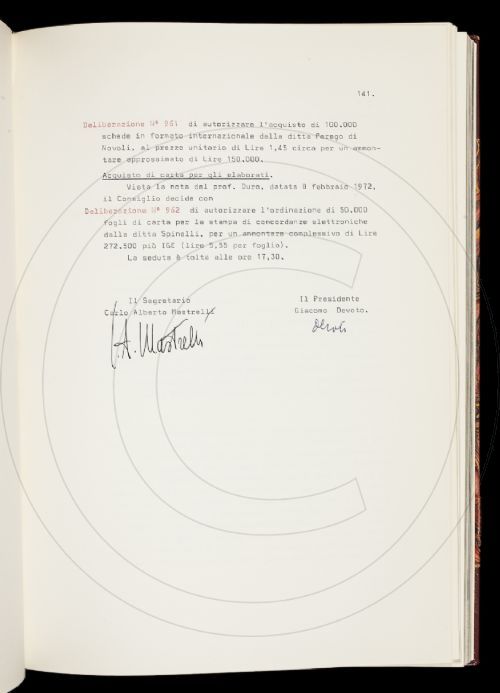 141.
Deliberazione N° 961 di autorizzare l'acquisto di 100.000
schede in formato internazionale dalla ditta Perego di
Novoli, al prezzo unitario di Lire 1,45 circa per un ammon-
tare approssimato di Lire 150.000.
Acquisto di carta per gli elaborati.
Vista la nota del prof. Duro, datata 8 febbraio 1972,
il Consiglio decide con
Deliberazione N° 962 di autorizzare l'ordinazione di 50.000
fogli di carta per la stampa di concordanze elettroniche
dalla ditta Spinelli, per un ammontare complessivo di Lire
272.500 più IGE (lire 5,35 per foglio).
La seduta è tolta alle ore 17,30.
Il Segretario Il Presidente
Carlo Alberto Mastrelli Giacomo Devoto.
C.A. Mastrelli Devoto
©